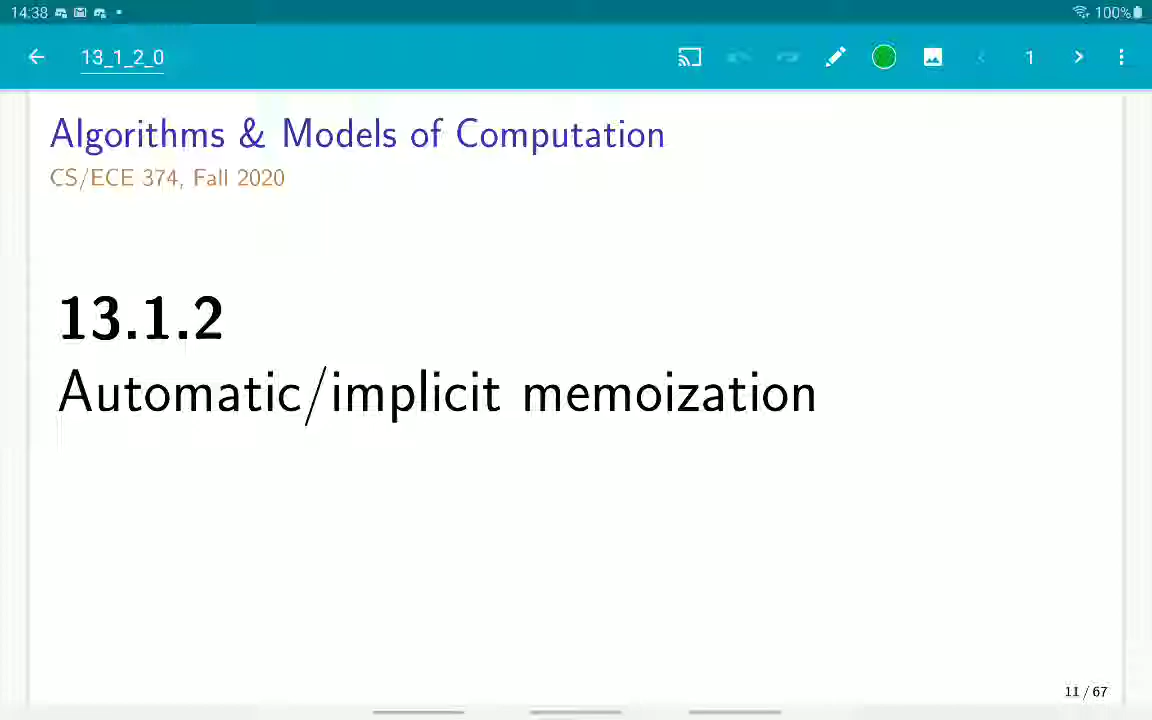 14:38
100%
13_1_2_0
1
Algorithms & Models of Computation
CS/ECE 374, Fall 2020
13.1.2
Automatic/implicit memoization
11 / 67